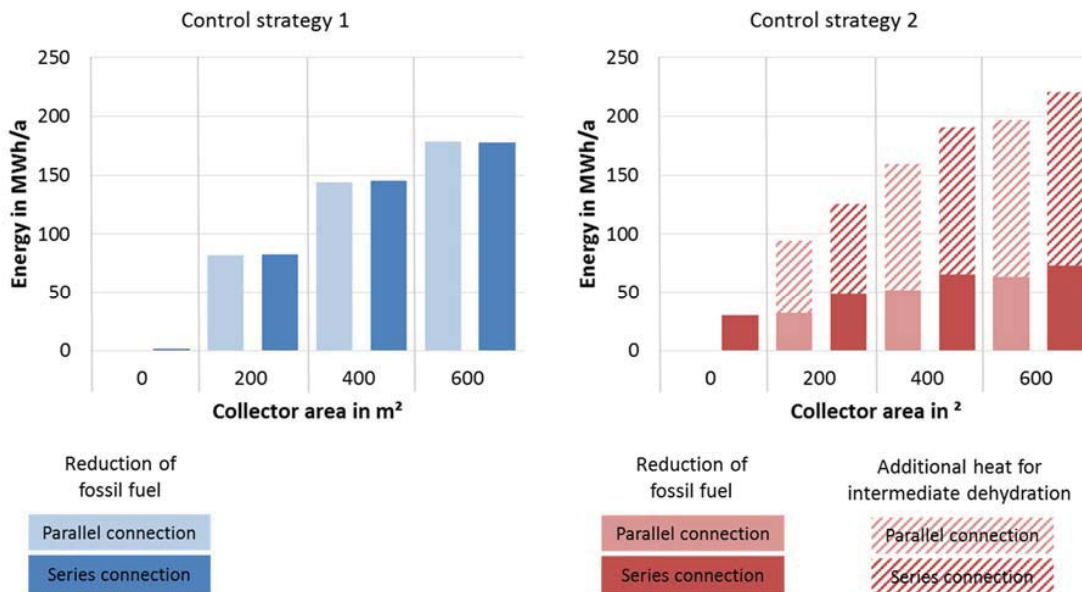 Control strategy 1
250
200
150
100
50
0
Energy in MWh/a
0 200 400 600
Collector area in m²
Reduction of
fossil fuel
Parallel connection
Series connection
Control strategy 2
250
200
150
100
50
0
Energy in MWh/a
0 200 400 600
Collector area in ²
Reduction of
fossil fuel
Parallel connection
Series connection
Additional heat for
intermediate dehydration
Parallel connection
Series connection